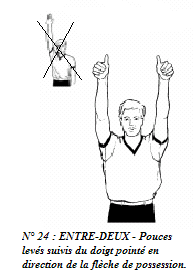 N° 24 : ENTRE-DEUX - Pouces
levés suivis du doigt pointé en
direction de la flèche de possession.